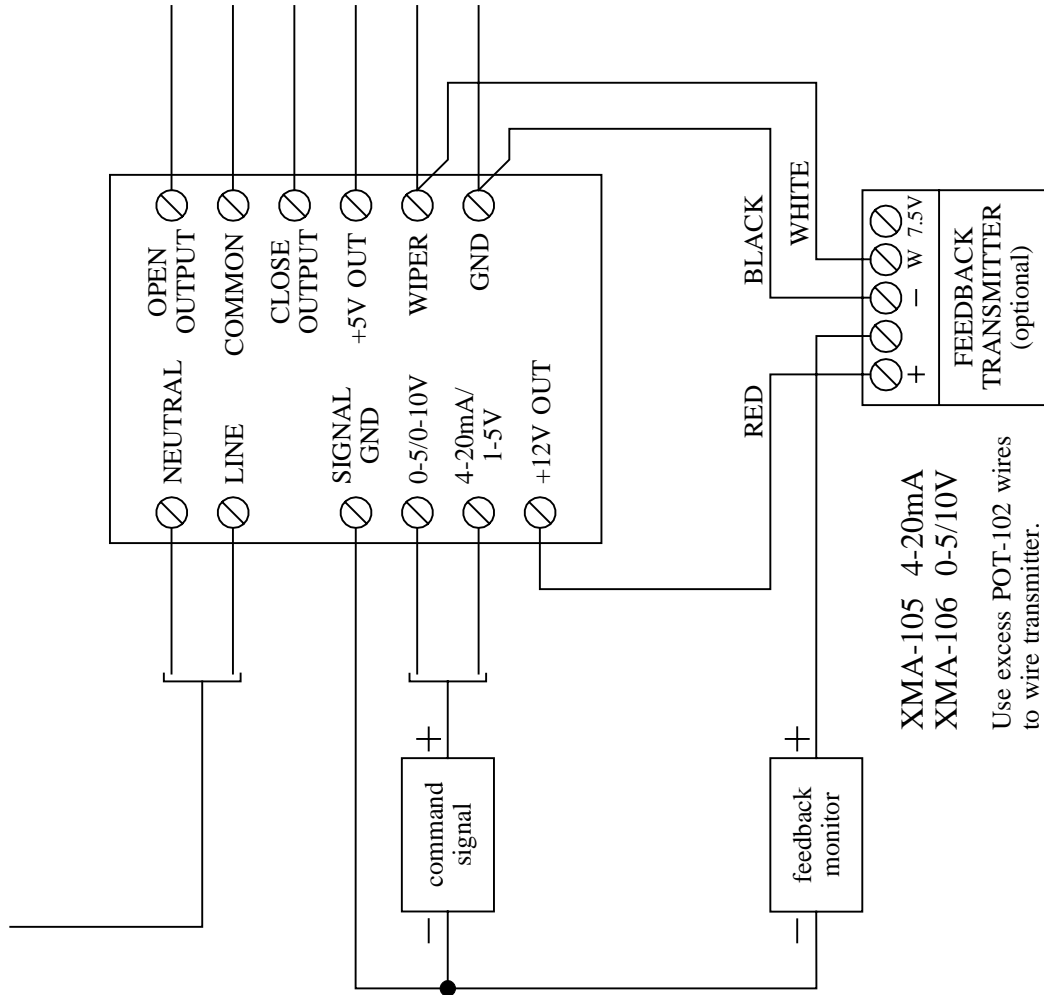 NEUTRAL
LINE
SIGNAL
GND
0-5/0-10V
4-20mA/
1-5V
+12V OUT
OPEN
OUTPUT
COMMON
CLOSE
OUTPUT
+5V OUT
WIPER
GND
command
signal
+
−
feedback
monitor
+
−
RED
BLACK
WHITE
+
−
W
7.5V
FEEDBACK
TRANSMITTER
(optional)
XMA-105 4-20mA
XMA-106 0-5/10V
Use excess POT-102 wires
to wire transmitter.